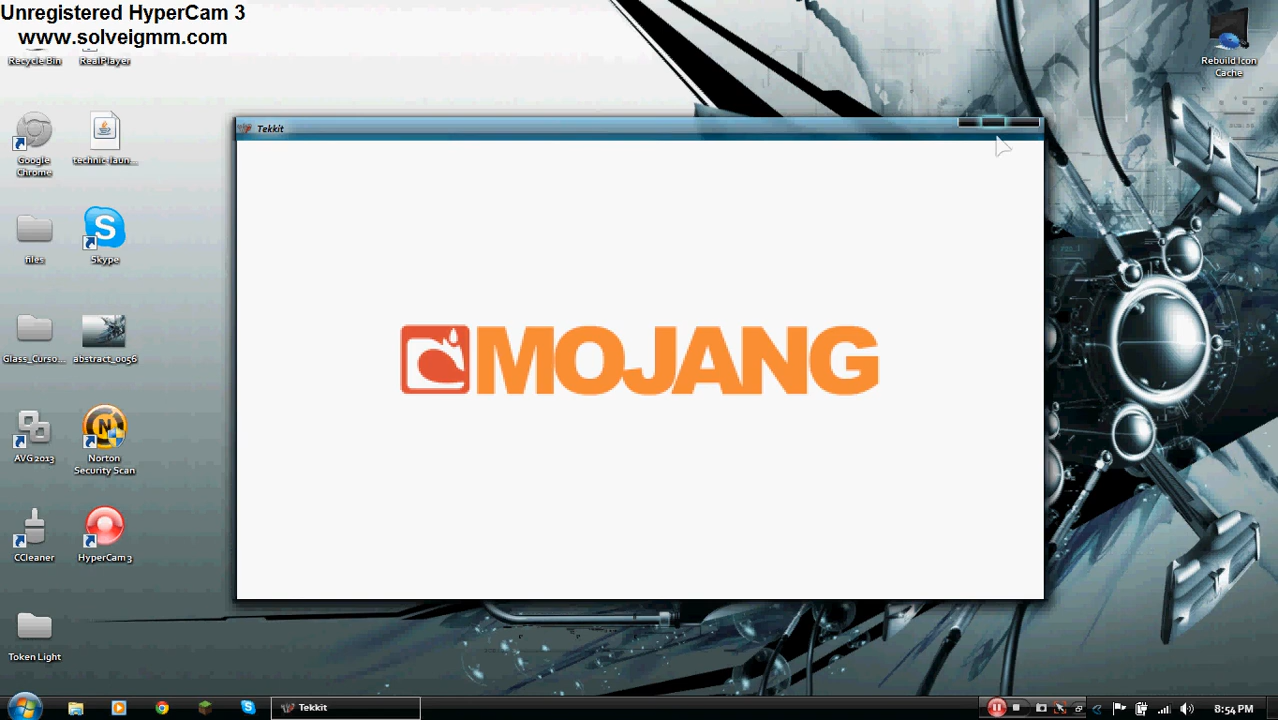 Unregistered HyperCam 3
www.solveigmm.com
Recycle Bin
RealPlayer
Rebuild Icon
Cache
Google
Chrome
technic-laun...
files
Skype
Glass_Curso...
abstract_0056
AVG 2013
Norton
Security Scan
CCleaner
HyperCam 3
Token Light
Tekkit
MOJANG
Tekkit
8:54 PM